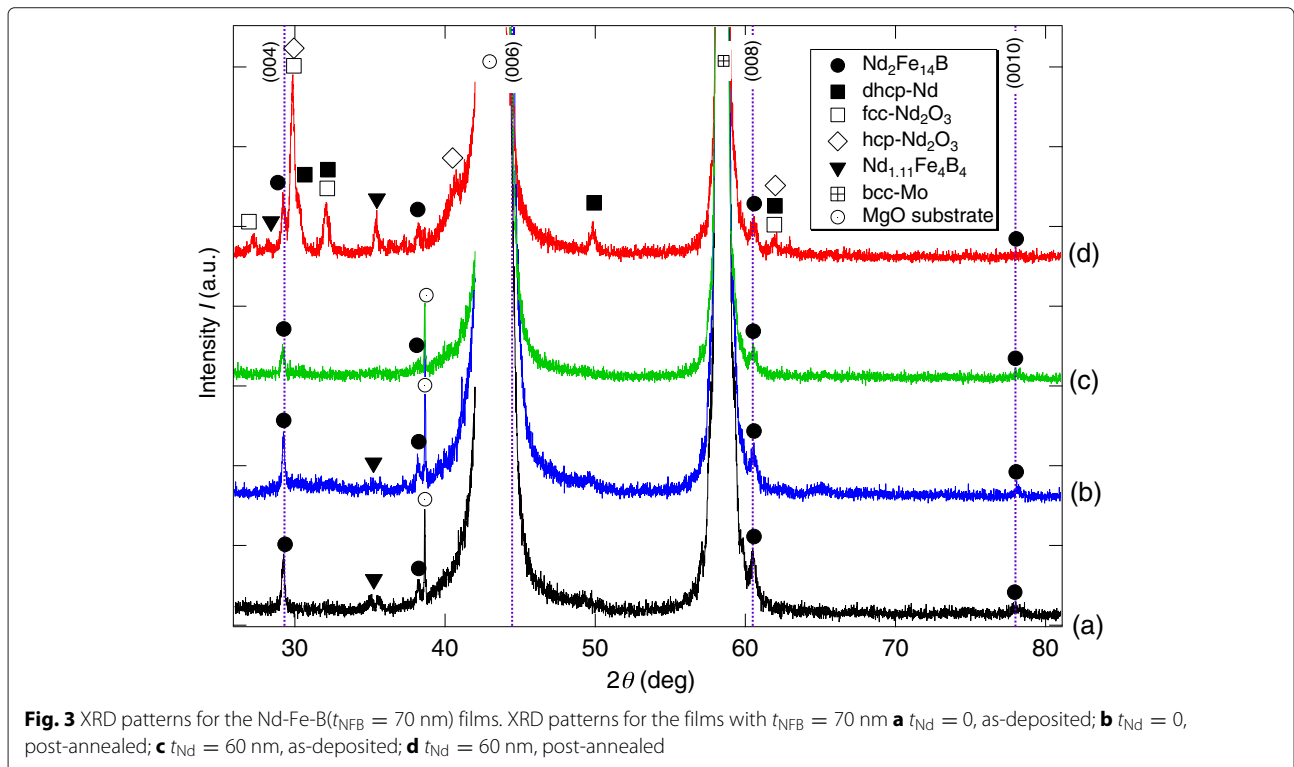 (004)
(006)
(008)
(0010)
Nd₂Fe₁₄B
dhcp-Nd
fcc-Nd₂O₃
hcp-Nd₂O₃
Nd₁.₁₁Fe₄B₄
bcc-Mo
MgO substrate
(d)
(c)
(b)
(a)
Intensity I (a.u.)
30 40 50 60 70 80
2θ (deg)
Fig. 3 XRD patterns for the Nd-Fe-B(tNFB = 70 nm) films. XRD patterns for the films with tNFB = 70 nm a tNd = 0, as-deposited; b tNd = 0,
post-annealed; c tNd = 60 nm, as-deposited; d tNd = 60 nm, post-annealed